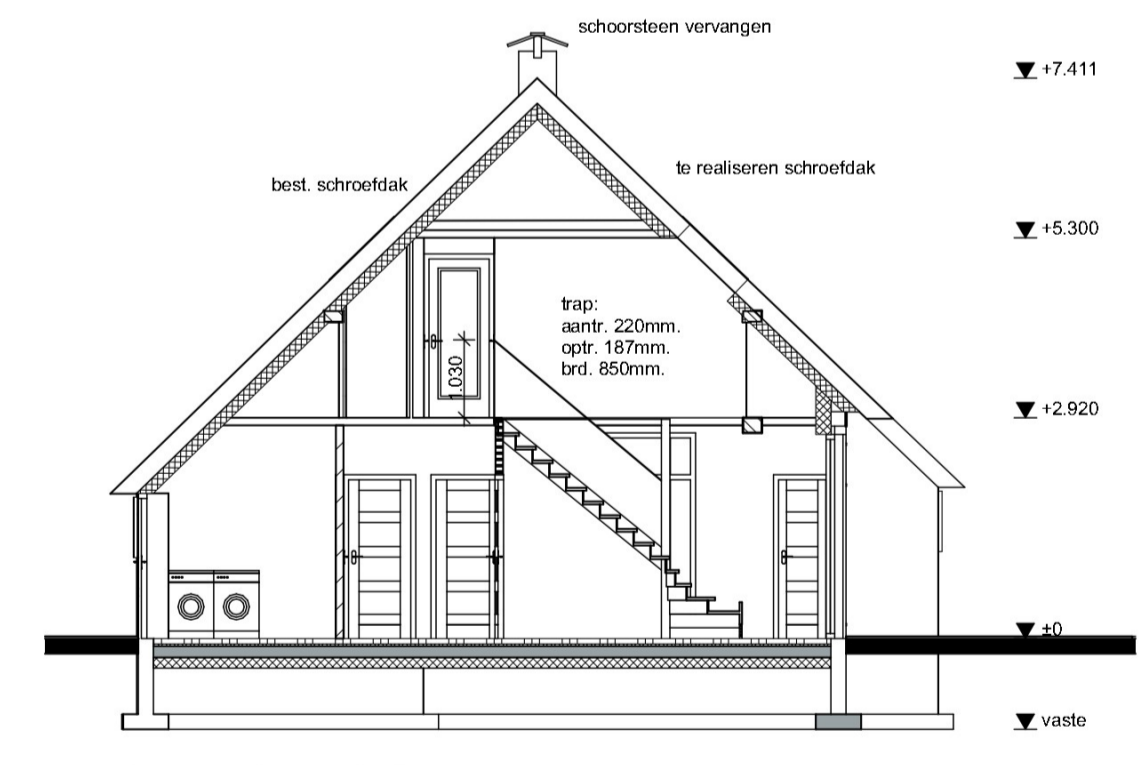 schoorsteen vervangen
+7.411
te realiseren schroefdak
best. schroefdak
+5.300
trap:
aantr. 220mm.
optr. 187mm.
brd. 850mm.
1.030
+2.920
±0
vaste